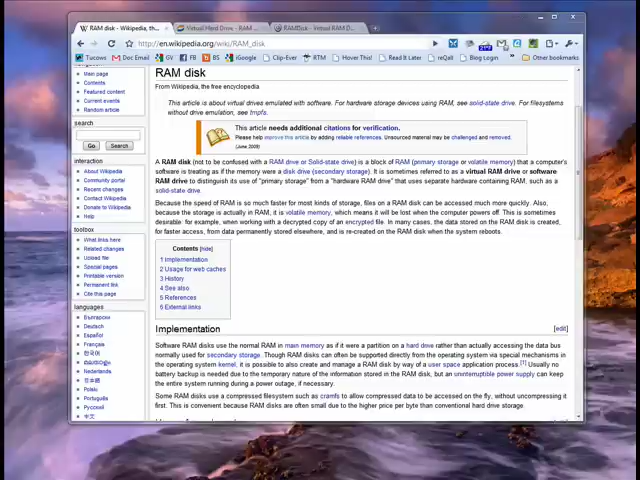 RAM disk - Wikipedia, th
Virtual Hard Drive - RAM
RAMDisk - Virtual RAM D
http://en.wikipedia.org/wiki/RAM_disk
Tumacu Doc Email GV FB BS Google Clip-Ever RTM Hover This! Read It Later reQall Blog Login
Main page
Contents
Featured content
Current events
Random article
search
Go Search
interaction
About Wikipedia
Community portal
Recent changes
Contact Wikipedia
Donate to Wikipedia
Help
toolbox
What links here
Related changes
Upload file
Special pages
Printable version
Permanent link
Cite this page
languages
Български
Deutsch
Español
Français
한국어
Nederlands
日本語
Polski
Português
Русский
中文
RAM disk
From Wikipedia, the free encyclopedia
This article is about virtual drives emulated with software. For hardware storage devices using RAM, see solid-state drive. For filesystems
without drive emulation, see tmpfs.
This article needs additional citations for verification.
Please help improve this article by adding reliable references. Unsourced material may be challenged and removed.
(June 2009)
A RAM disk (not to be confused with a RAM drive or Solid-state drive) is a block of RAM (primary storage or volatile memory) that a computer's
software is treating as if the memory were a disk drive (secondary storage). It is sometimes referred to as a virtual RAM drive or software
RAM drive to distinguish its use of "primary storage" from a "hardware RAM drive" that uses separate hardware containing RAM, such as a
solid-state drive.
Because the speed of RAM is so much faster for most kinds of storage, files on a RAM disk can be accessed much more quickly. Also,
because the storage is actually in RAM, it is volatile memory, which means it will be lost when the computer powers off. This is sometimes
desirable: for example, when working with a decrypted copy of an encrypted file. In many cases, the data stored on the RAM disk is created,
for faster access, from data permanently stored elsewhere, and is re-created on the RAM disk when the system reboots.
Contents [hide]
1 Implementation
2 Usage for web caches
3 History
4 See also
5 References
6 External links
Implementation [edit]
Software RAM disks use the normal RAM in main memory as if it were a partition on a hard drive rather than actually accessing the data bus
normally used for secondary storage. Though RAM disks can often be supported directly from the operating system via special mechanisms in
the operating system kernel, it is possible to also create and manage a RAM disk by way of a user space application process.[1] Usually no
battery backup is needed due to the temporary nature of the information stored in the RAM disk, but an uninterruptible power supply can keep
the entire system running during a power outage, if necessary.
Some RAM disks use a compressed filesystem such as cramfs to allow compressed data to be accessed on the fly, without uncompressing it
first. This is convenient because RAM disks are often small due to the higher price per byte than conventional hard drive storage.